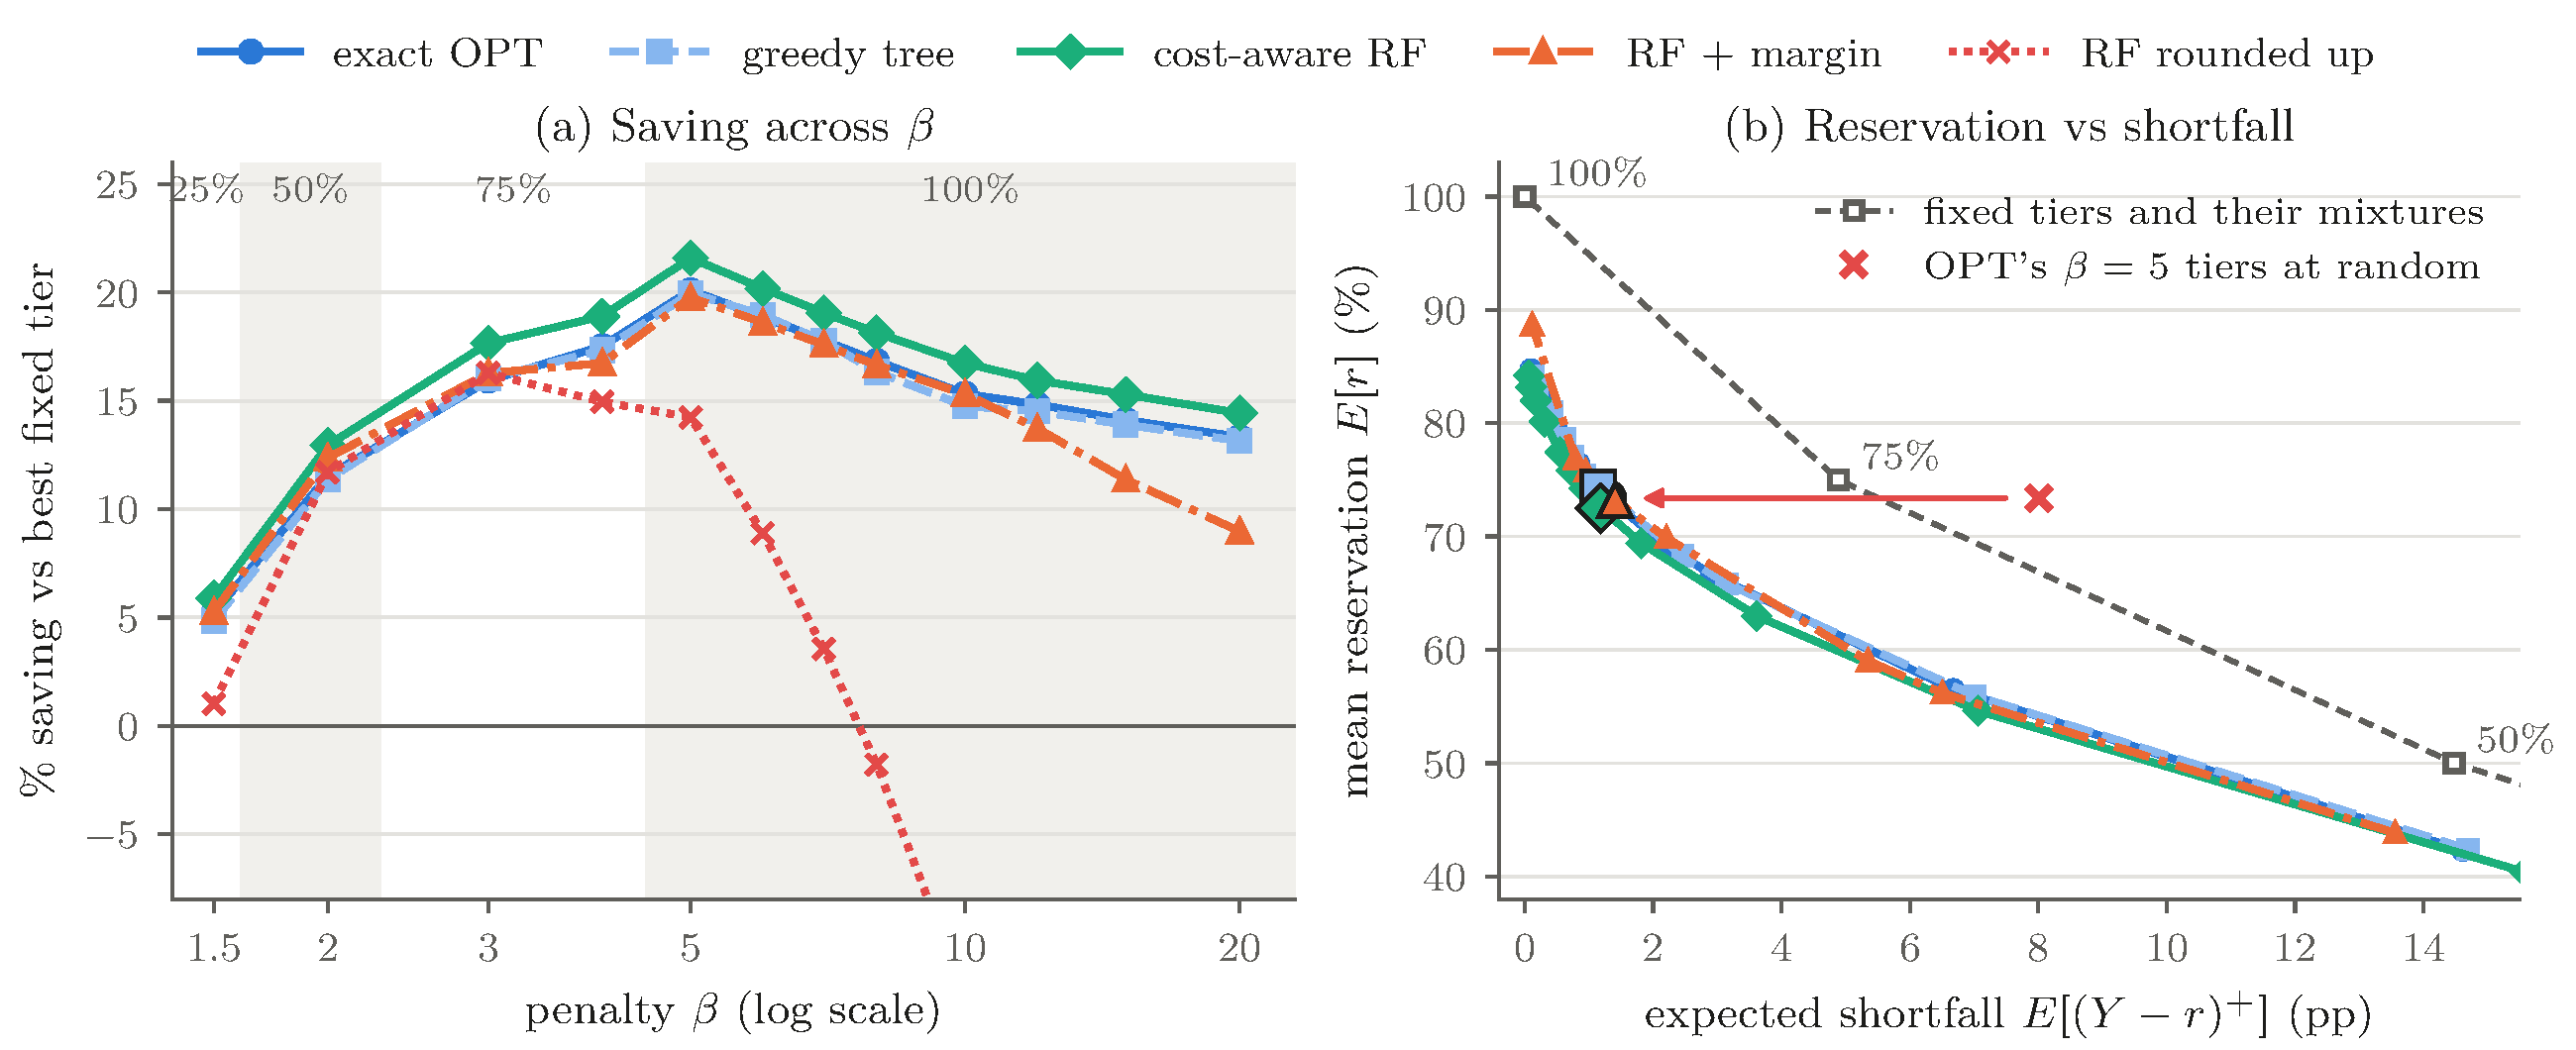 exact OPT
greedy tree
cost-aware RF
RF + margin
RF rounded up
(a) Saving across β
25%
50%
75%
100%
25
20
15
10
5
0
−5
% saving vs best fixed tier
1.5
2
3
5
10
20
penalty β (log scale)
(b) Reservation vs shortfall
100%
fixed tiers and their mixtures
OPT's β = 5 tiers at random
75%
50%
100
90
80
70
60
50
40
mean reservation E[r] (%)
0
2
4
6
8
10
12
14
expected shortfall E[(Y − r)⁺] (pp)